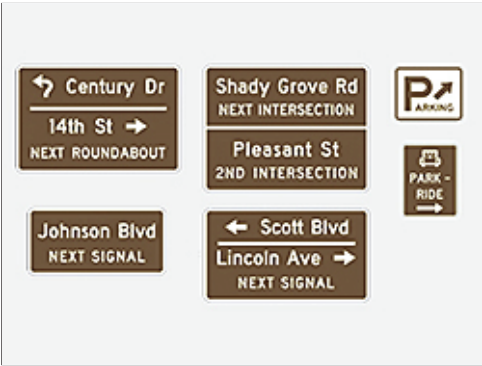 Century Dr
14th St
NEXT ROUNDABOUT
Shady Grove Rd
NEXT INTERSECTION
Pleasant St
2ND INTERSECTION
PARKING
PARK -
RIDE
Johnson Blvd
NEXT SIGNAL
Scott Blvd
Lincoln Ave
NEXT SIGNAL